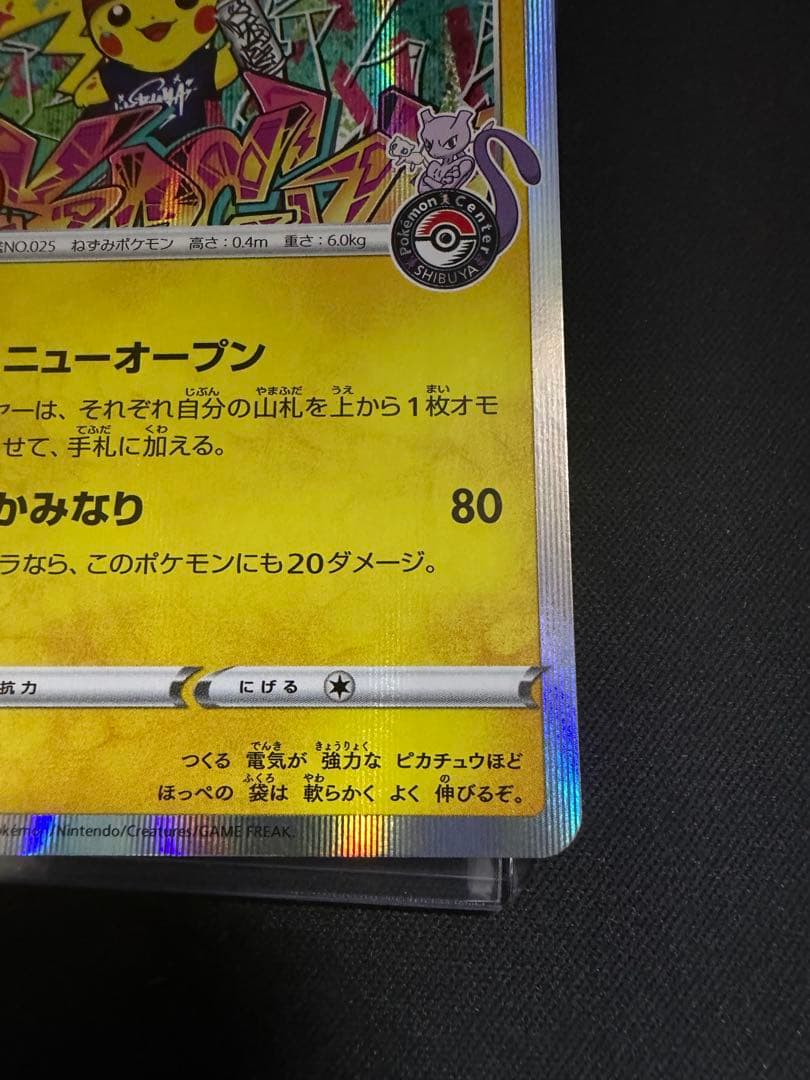 NO.025 ねずみポケモン 高さ：0.4m 重さ：6.0kg
Pokémon Center
SHIBUYA
ニューオープン
ーは、それぞれ自分の山札を上から1枚オモ
せて、手札に加える。
かみなり 80
ラなら、このポケモンにも20ダメージ。
抗力 にげる
つくる 電気が 強力な ピカチュウほど
ほっぺの 袋は 軟らかく よく 伸びるぞ。
Pokémon/Nintendo/Creatures/GAME FREAK.